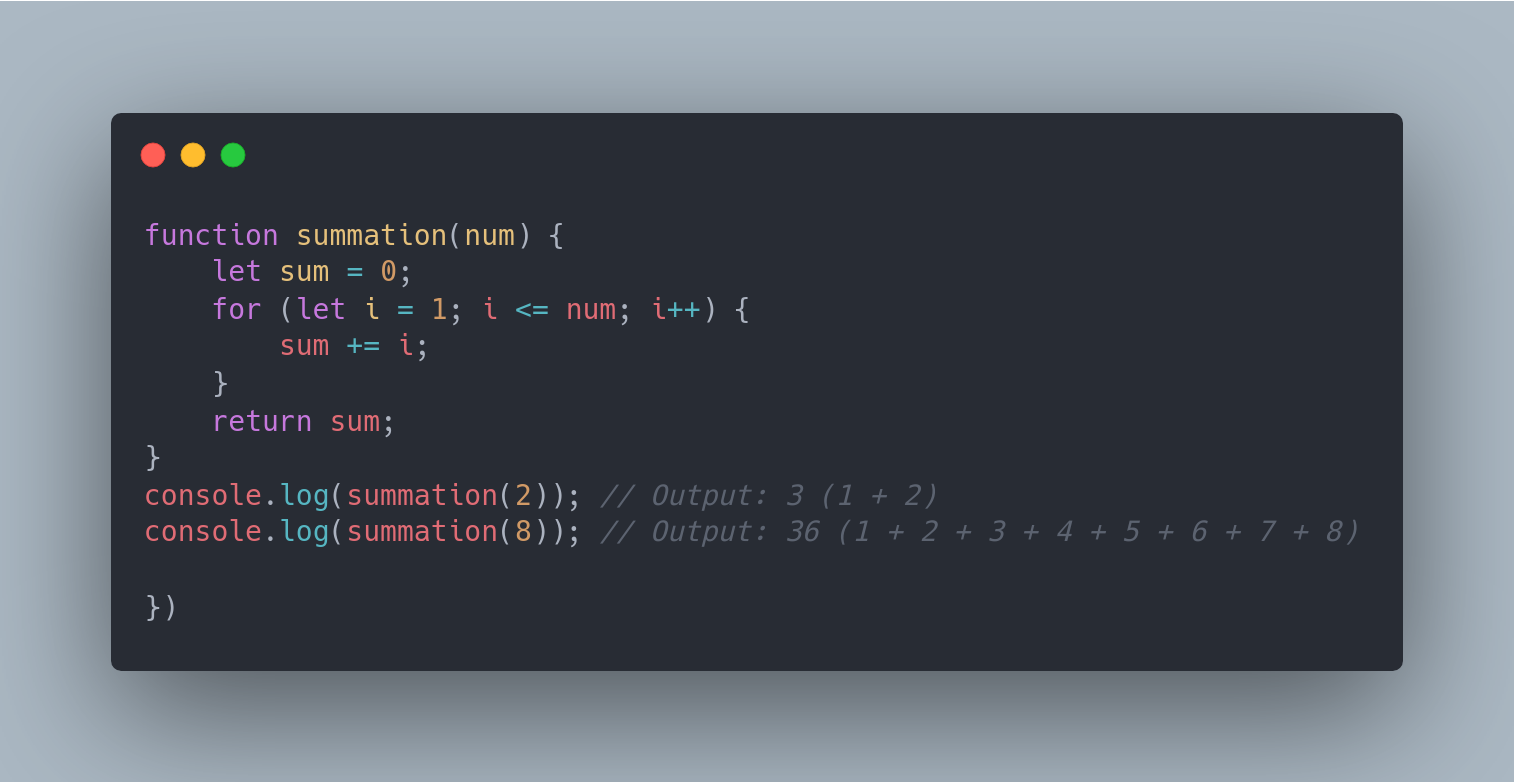 function summation(num) {
    let sum = 0;
    for (let i = 1; i <= num; i++) {
        sum += i;
    }
    return sum;
}
console.log(summation(2)); // Output: 3 (1 + 2)
console.log(summation(8)); // Output: 36 (1 + 2 + 3 + 4 + 5 + 6 + 7 + 8)

})